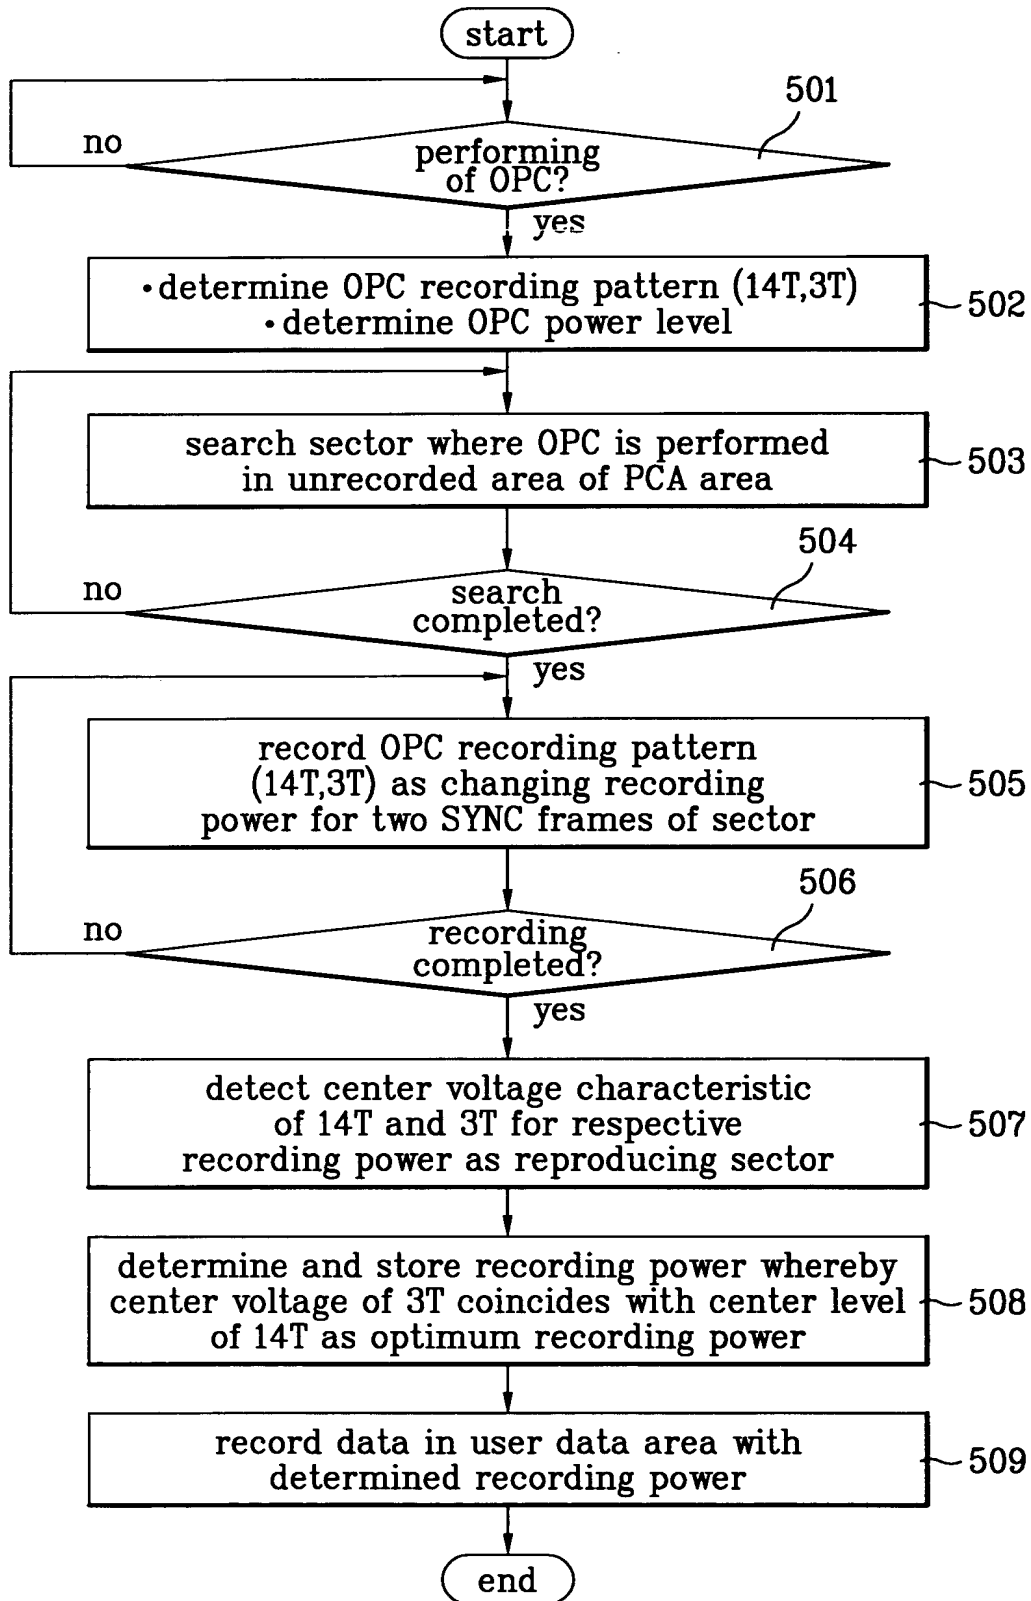 start
501
no
performing
of OPC?
yes
•determine OPC recording pattern (14T,3T)
•determine OPC power level
502
search sector where OPC is performed
in unrecorded area of PCA area
503
504
no
search
completed?
yes
record OPC recording pattern
(14T,3T) as changing recording
power for two SYNC frames of sector
505
506
no
recording
completed?
yes
detect center voltage characteristic
of 14T and 3T for respective
recording power as reproducing sector
507
determine and store recording power whereby
center voltage of 3T coincides with center level
of 14T as optimum recording power
508
record data in user data area with
determined recording power
509
end